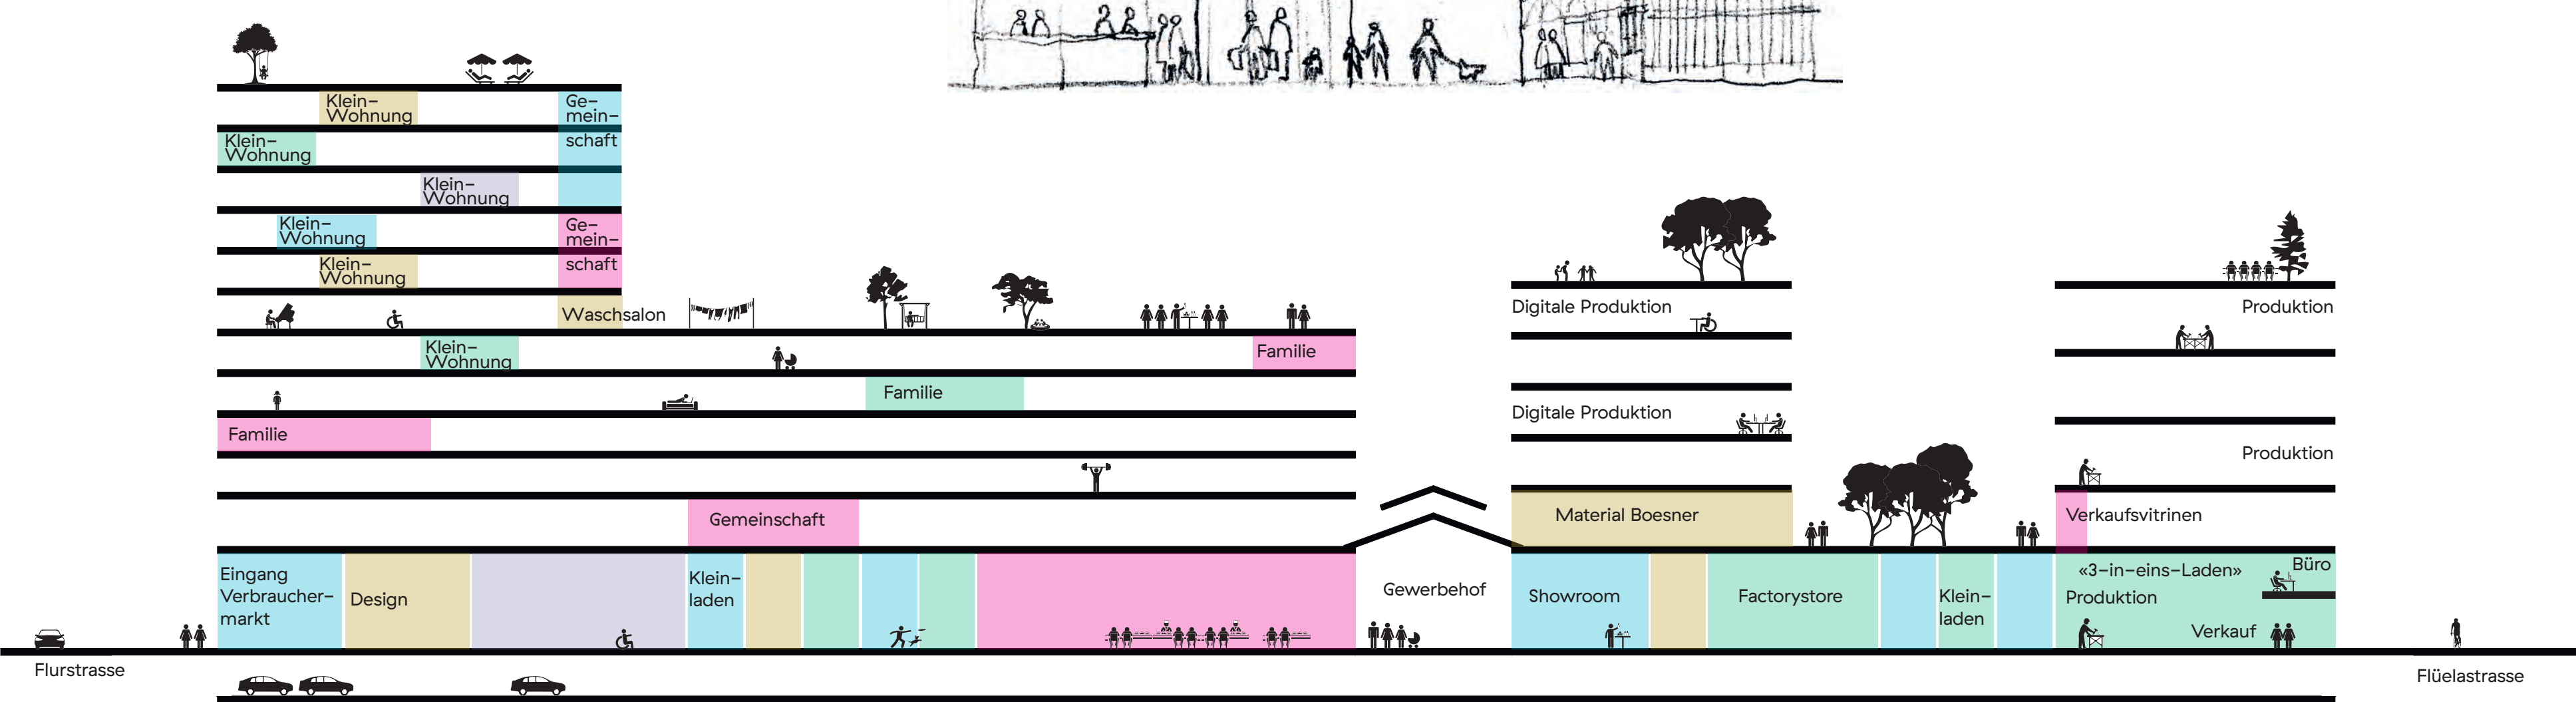 Klein-
Wohnung
Ge-
mein-
schaft
Klein-
Wohnung
Klein-
Wohnung
Klein-
Wohnung
Ge-
mein-
schaft
Klein-
Wohnung
Waschsalon
Klein-
Wohnung
Familie
Familie
Familie
Gemeinschaft
Eingang
Verbraucher-
markt
Design
Klein-
laden
Gewerbehof
Digitale Produktion
Digitale Produktion
Material Boesner
Showroom
Factorystore
Klein-
laden
Produktion
Produktion
Verkaufsvitrinen
«3-in-eins-Laden»
Büro
Produktion
Verkauf
Flurstrasse
Flüelastrasse